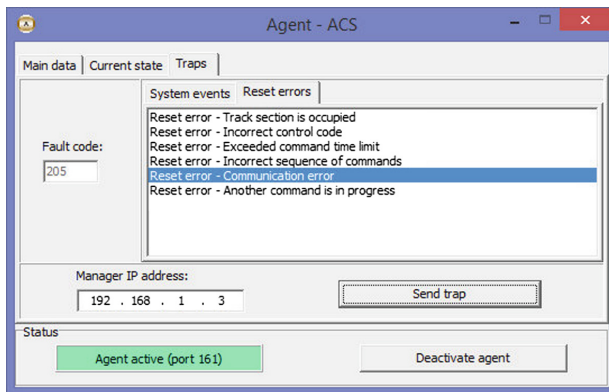 Agent - ACS
Main data Current state Traps
System events Reset errors
Fault code:
205
Reset error - Track section is occupied
Reset error - Incorrect control code
Reset error - Exceeded command time limit
Reset error - Incorrect sequence of commands
Reset error - Communication error
Reset error - Another command is in progress
Manager IP address:
192 . 168 . 1 . 3
Send trap
Status
Agent active (port 161)
Deactivate agent